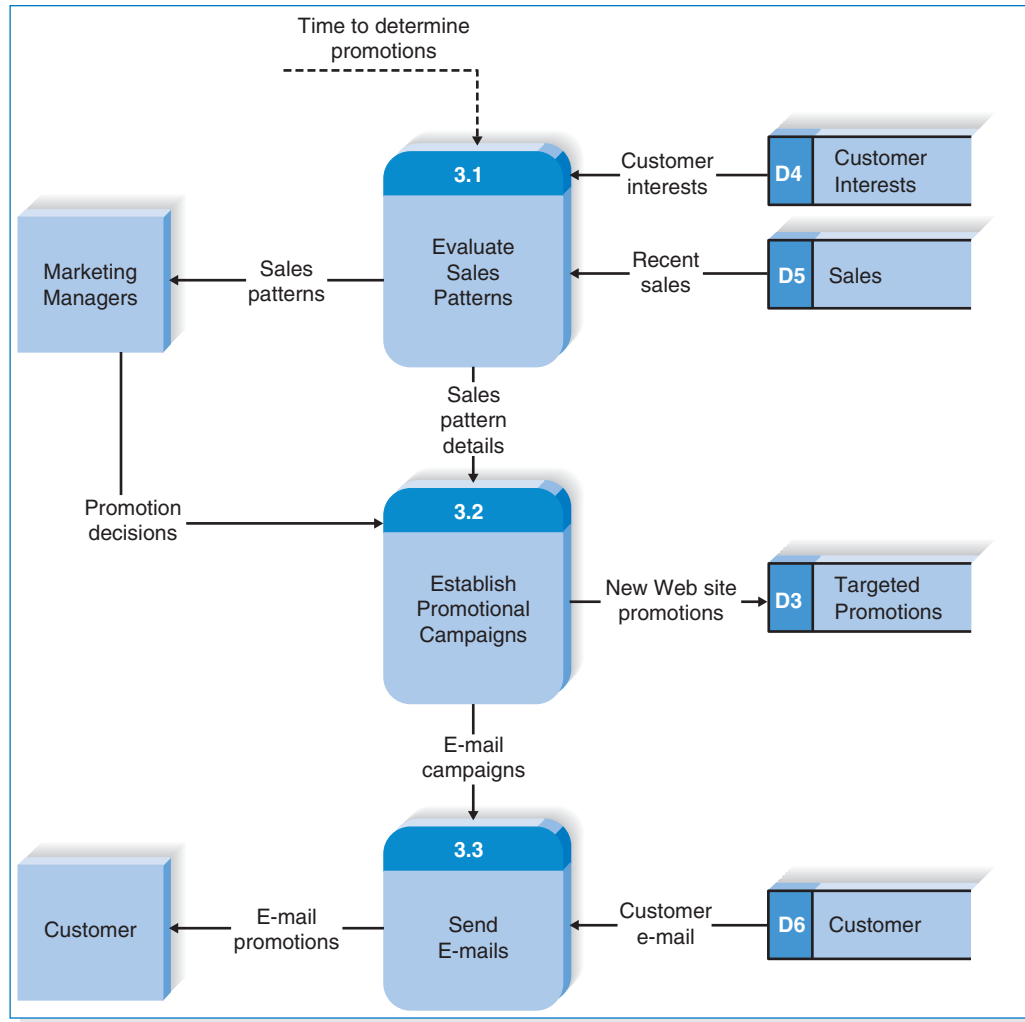 Time to determine
promotions
3.1
Evaluate
Sales
Patterns
Customer
interests
D4
Customer
Interests
Recent
sales
D5
Sales
Marketing
Managers
Sales
patterns
Sales
pattern
details
Promotion
decisions
3.2
Establish
Promotional
Campaigns
New Web site
promotions
D3
Targeted
Promotions
E-mail
campaigns
3.3
Send
E-mails
Customer
E-mail
promotions
Customer
e-mail
D6
Customer